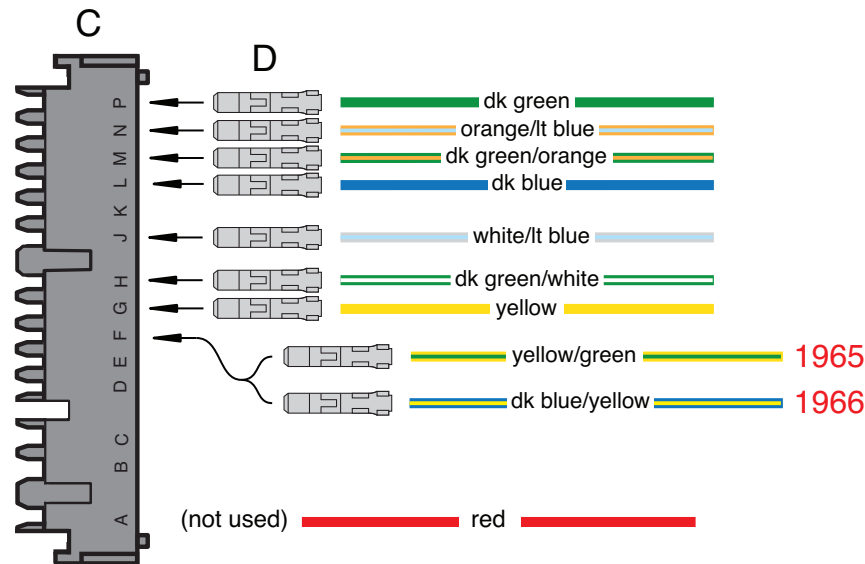 C
D
P
dk green
N
orange/lt blue
M
dk green/orange
L
dk blue
K
J
white/lt blue
H
dk green/white
G
yellow
F
E
yellow/green
1965
D
dk blue/yellow
1966
C
B
A
(not used)
red